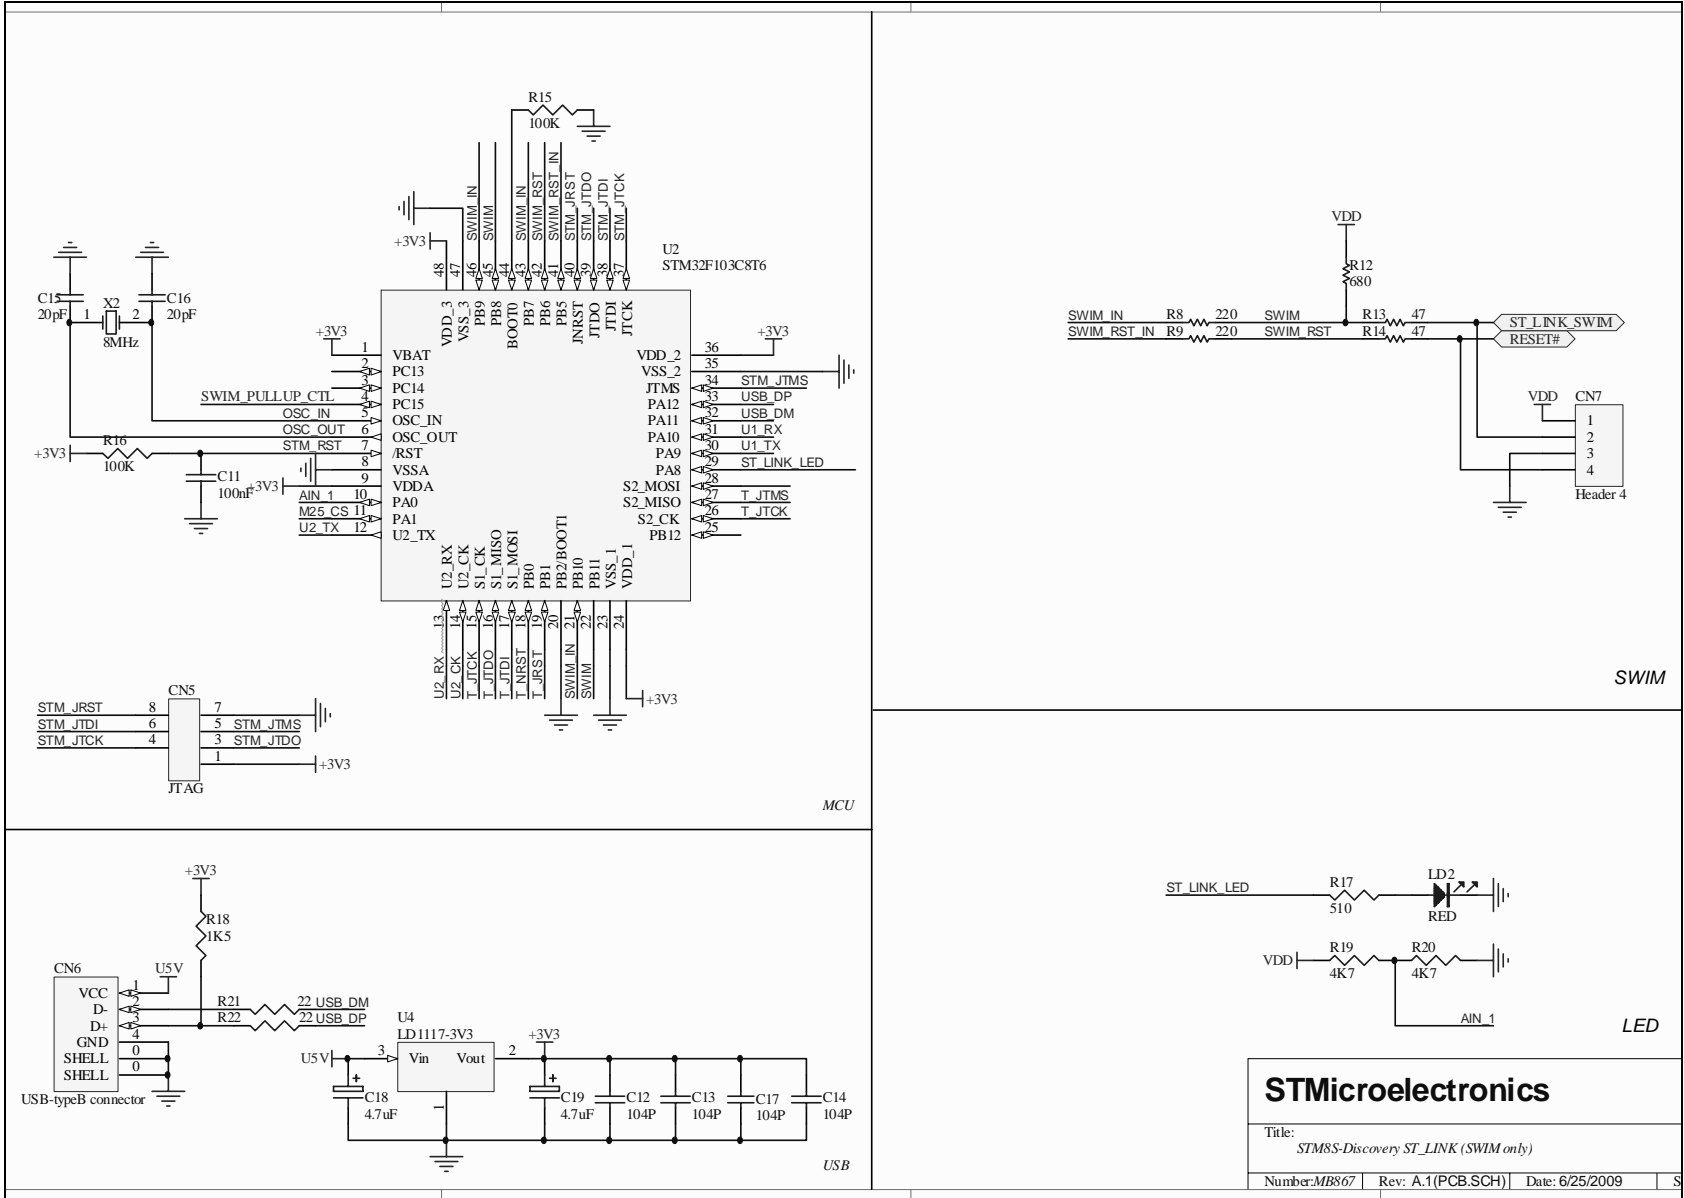 R15
100K
SWIM_IN
SWIM
SWIM_IN
SWIM_RST
SWIM_RST_IN
STM_JRST
STM_JTDO
STM_JTDI
STM_JTCK
+3V3
48
47
46
45
44
43
42
41
40
39
38
37
U2
STM32F103C8T6
VDD_3
VSS_3
PB9
PB8
BOOT0
PB7
PB6
PB5
JNRST
JTDO
JTDI
JTCK
C15
20pF
1
X2
2
8MHz
C16
20pF
+3V3
1 VBAT
2 PC13
3 PC14
SWIM_PULLUP_CTL 4 PC15
OSC_IN 5 OSC_IN
OSC_OUT 6 OSC_OUT
STM_RST 7 /RST
8 VSSA
+3V3 9 VDDA
AIN_1 10 PA0
M25_CS 11 PA1
U2_TX 12 U2_TX
+3V3
R16
100K
C11
100nF
+3V3
VDD_2 36
VSS_2 35
JTMS 34 STM_JTMS
PA12 33 USB_DP
PA11 32 USB_DM
PA10 31 U1_RX
PA9 30 U1_TX
PA8 29 ST_LINK_LED
S2_MOSI 28
S2_MISO 27 T_JTMS
S2_CK 26 T_JTCK
PB12 25
U2_RX
U2_CK
S1_CK
S1_MISO
S1_MOSI
PB0
PB1
PB2/BOOT1
PB10
PB11
VSS_1
VDD_1
13
14
15
16
17
18
19
20
21
22
23
24
U2_RX
U2_CK
T_JTCK
T_JTDO
T_JTDI
T_NRST
T_JRST
SWIM_IN
SWIM
+3V3
CN5
STM_JRST 8 7
STM_JTDI 6 5 STM_JTMS
STM_JTCK 4 3 STM_JTDO
1 +3V3
JTAG
MCU
VDD
R12
680
SWIM_IN R8 220 SWIM R13 47 ST_LINK_SWIM
SWIM_RST_IN R9 220 SWIM_RST R14 47 RESET#
VDD
CN7
1
2
3
4
Header 4
SWIM
+3V3
R18
1K5
CN6
U5V
VCC 1
D- 2 R21 22 USB_DM
D+ 3 R22 22 USB_DP
GND 4
SHELL 0
SHELL 0
USB-typeB connector
U4
LD1117-3V3
U5V 3 Vin Vout 2
+3V3
1
+
C18
4.7uF
+
C19
4.7uF
C12
104P
C13
104P
C17
104P
C14
104P
USB
ST_LINK_LED
R17
510
LD2
RED
VDD
R19
4K7
R20
4K7
AIN_1
LED
STMicroelectronics
Title:
STM8S-Discovery ST_LINK (SWIM only)
Number:MB867 Rev: A.1(PCB.SCH) Date: 6/25/2009 S